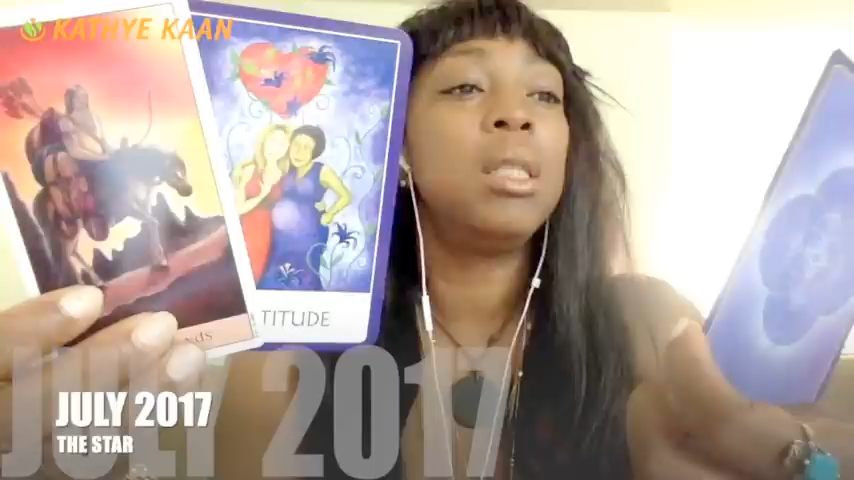 KATHYE KAAN
TITUDE
JULY 2017
JULY 2017
THE STAR